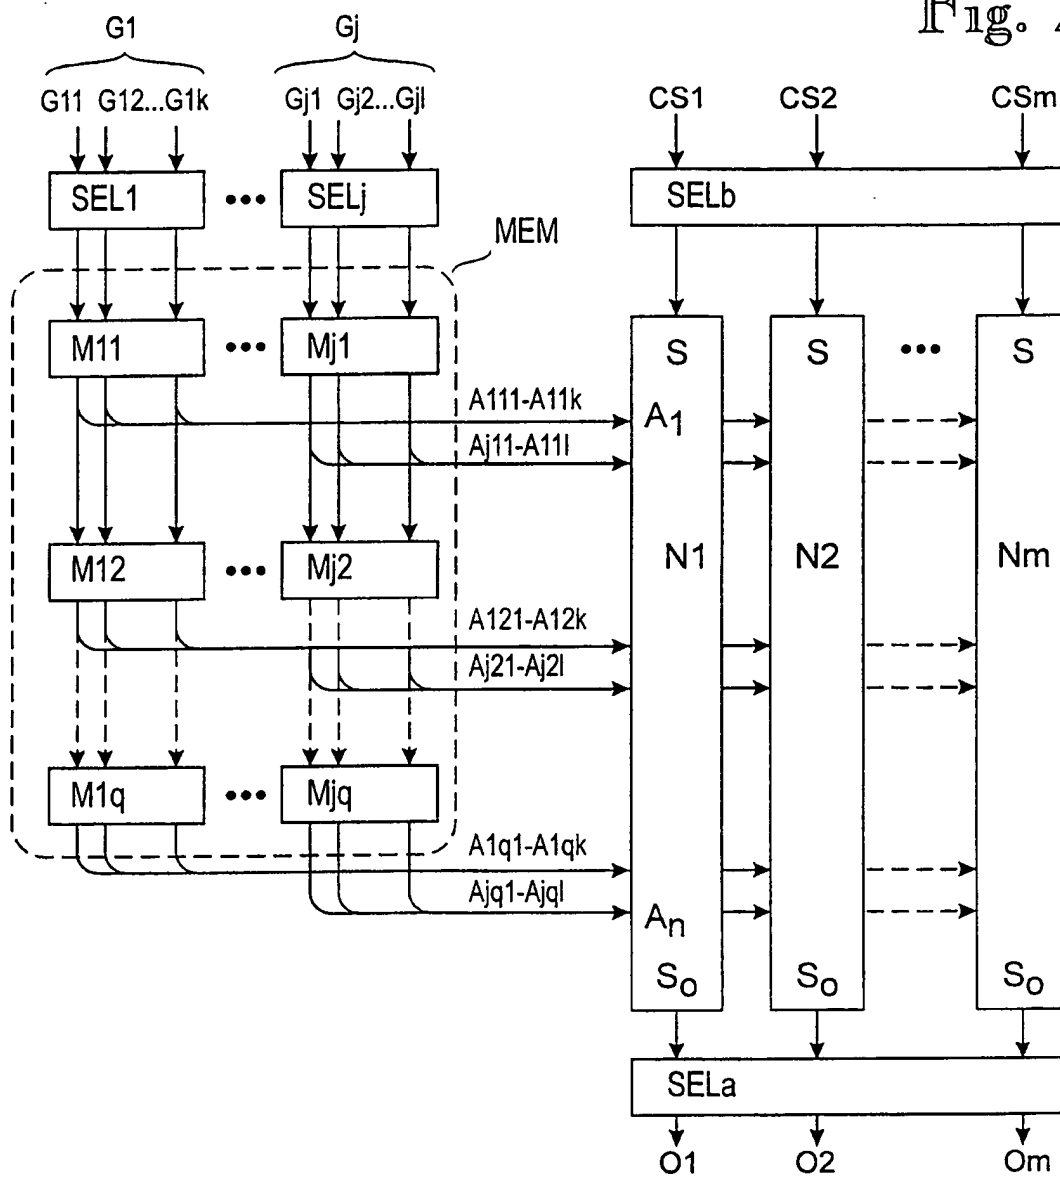 Fig.
G1 Gj
G11 G12...G1k Gj1 Gj2...Gjl CS1 CS2 CSm
SEL1 ••• SELj SELb
MEM
M11 ••• Mj1 S S ••• S
A111-A11k A1
Aj11-A11l
M12 ••• Mj2 N1 N2 Nm
A121-A12k
Aj21-Aj2l
M1q ••• Mjq
A1q1-A1qk
Ajq1-Ajql An
So So So
SELa
O1 O2 Om